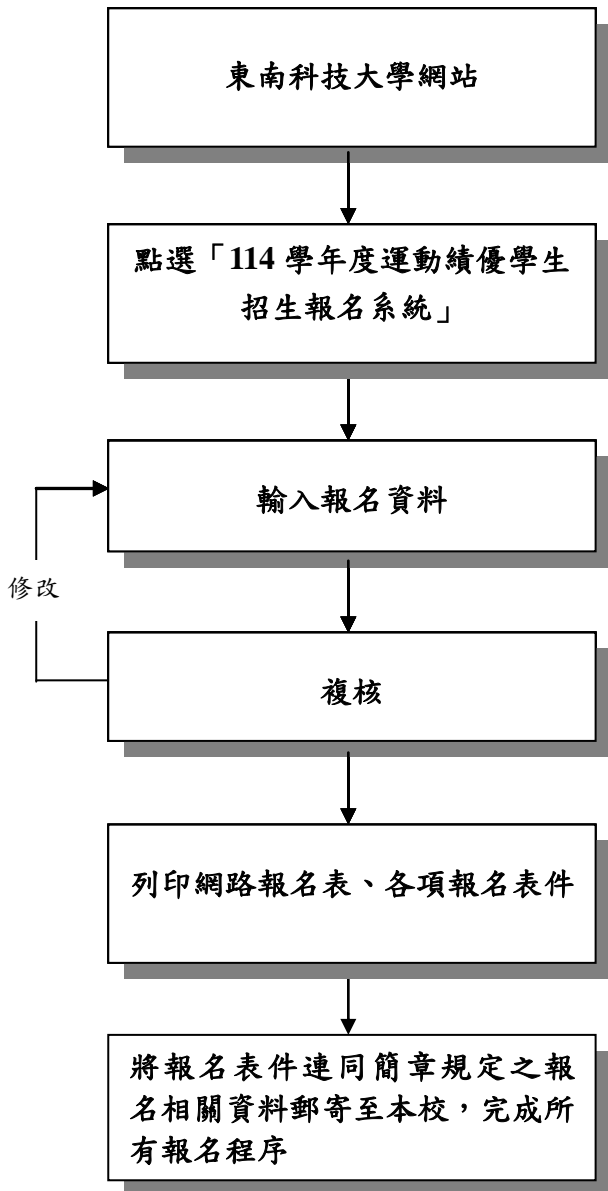 東南科技大學網站
點選「114 學年度運動績優學生
招生報名系統」
輸入報名資料
修改
複核
列印網路報名表、各項報名表件
將報名表件連同簡章規定之報
名相關資料郵寄至本校，完成所
有報名程序